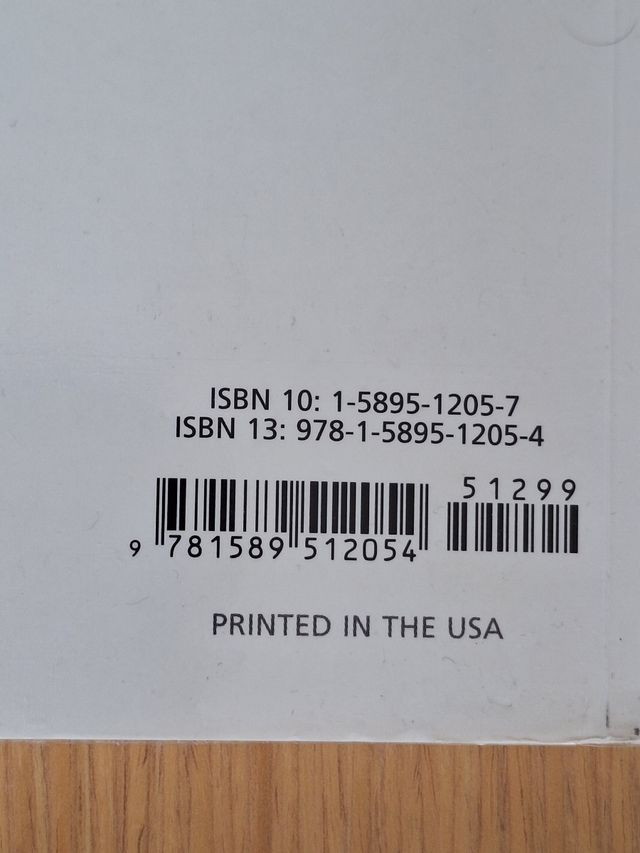 ISBN 10: 1-5895-1205-7
ISBN 13: 978-1-5895-1205-4
51299
9 781589 512054
PRINTED IN THE USA